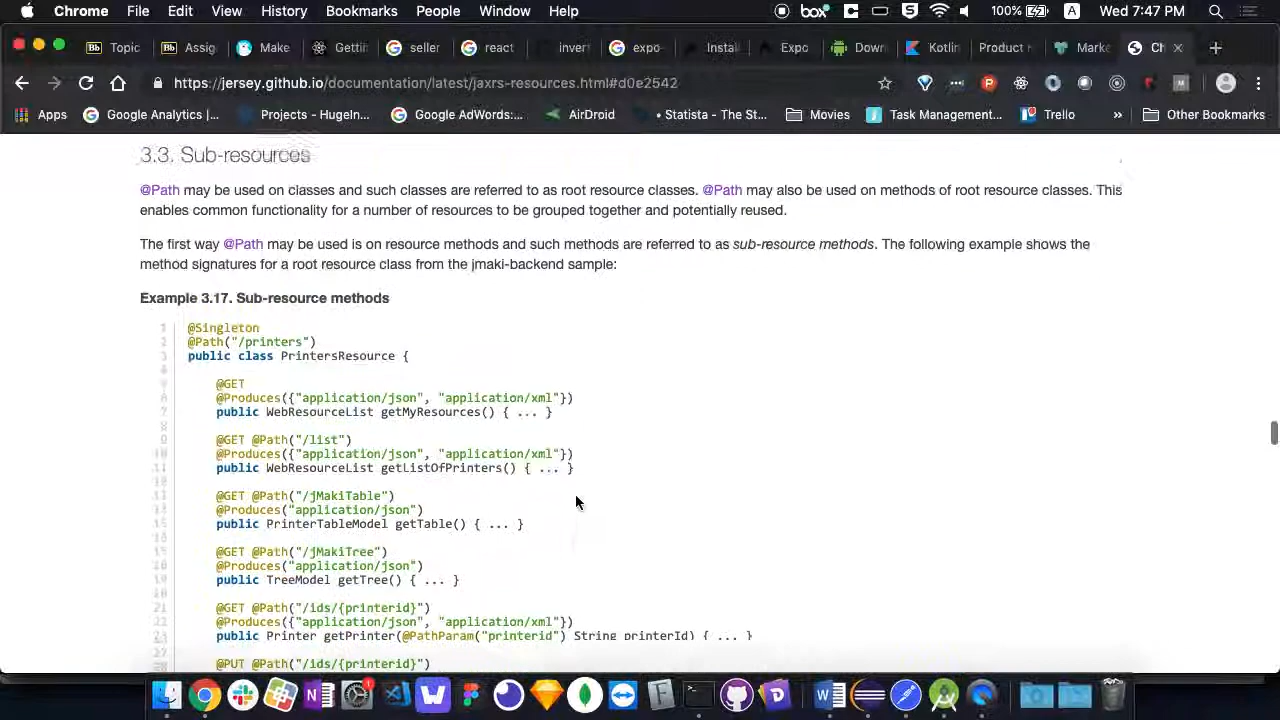 Chrome File Edit View History Bookmarks People Window Help box 100% A Wed 7:47 PM
Bb Topic Bb Assig Make Gettin G seller G react inver G expo Instal Expo Down Kotlin Product Marke Ch
https://jersey.github.io/documentation/latest/jaxrs-resources.html#d0e2542
Apps Google Analytics |... Projects - HugeIn... Google AdWords:... AirDroid • Statista - The St... Movies Task Management... Trello » Other Bookmarks
3.3. Sub-resources
@Path may be used on classes and such classes are referred to as root resource classes. @Path may also be used on methods of root resource classes. This
enables common functionality for a number of resources to be grouped together and potentially reused.
The first way @Path may be used is on resource methods and such methods are referred to as sub-resource methods. The following example shows the
method signatures for a root resource class from the jmaki-backend sample:
Example 3.17. Sub-resource methods
@Singleton
@Path("/printers")
public class PrintersResource {
@GET
@Produces({"application/json", "application/xml"})
public WebResourceList getMyResources() { ... }
@GET @Path("/list")
@Produces({"application/json", "application/xml"})
public WebResourceList getListOfPrinters() { ... }
@GET @Path("/jMakiTable")
@Produces("application/json")
public PrinterTableModel getTable() { ... }
@GET @Path("/jMakiTree")
@Produces("application/json")
public TreeModel getTree() { ... }
@GET @Path("/ids/{printerid}")
@Produces({"application/json", "application/xml"})
public Printer getPrinter(@PathParam("printerid") String printerId) { ... }
@PUT @Path("/ids/{printerid}")